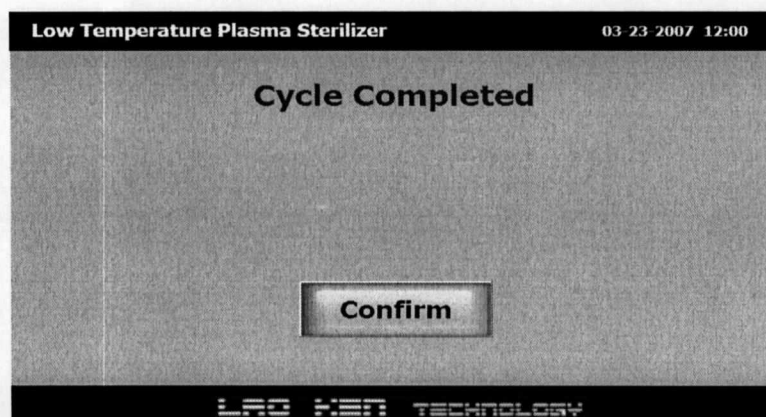 Low Temperature Plasma Sterilizer 03-23-2007 12:00
Cycle Completed
Confirm
LAO KEN TECHNOLOGY